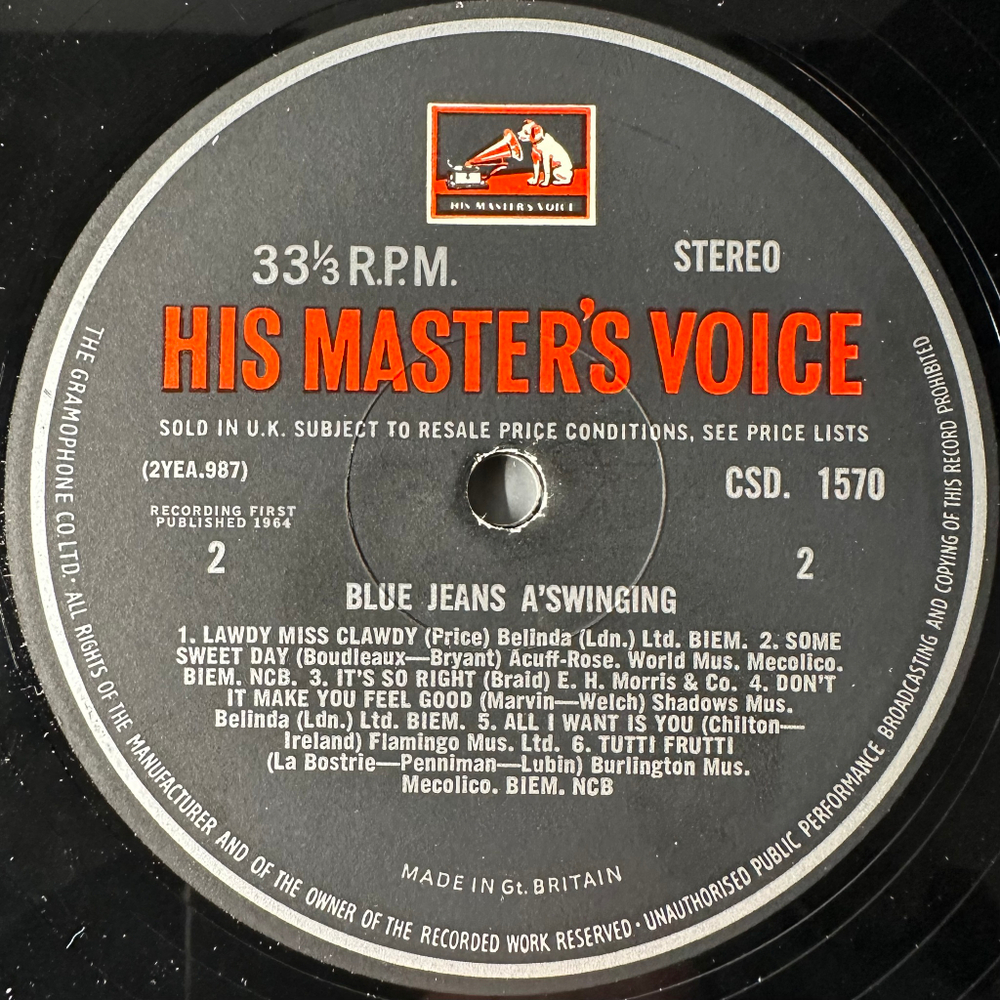 HIS MASTER'S VOICE
33⅓ R.P.M.
STEREO
HIS MASTER'S VOICE
SOLD IN U.K. SUBJECT TO RESALE PRICE CONDITIONS, SEE PRICE LISTS
(2YEA.987)
CSD. 1570
RECORDING FIRST
PUBLISHED 1964
2
2
BLUE JEANS A'SWINGING
1. LAWDY MISS CLAWDY (Price) Belinda (Ldn.) Ltd. BIEM. 2. SOME
SWEET DAY (Boudleaux—Bryant) Acuff-Rose. World Mus. Mecolico.
BIEM. NCB. 3. IT'S SO RIGHT (Braid) E. H. Morris & Co. 4. DON'T
IT MAKE YOU FEEL GOOD (Marvin—Welch) Shadows Mus.
Belinda (Ldn.) Ltd. BIEM. 5. ALL I WANT IS YOU (Chilton—
Ireland) Flamingo Mus. Ltd. 6. TUTTI FRUTTI
(La Bostrie—Penniman—Lubin) Burlington Mus.
Mecolico. BIEM. NCB
MADE IN Gt. BRITAIN
THE GRAMOPHONE CO. LTD. · ALL RIGHTS OF THE MANUFACTURER AND OF THE OWNER OF THE RECORDED WORK RESERVED · UNAUTHORISED PUBLIC PERFORMANCE BROADCASTING AND COPYING OF THIS RECORD PROHIBITED